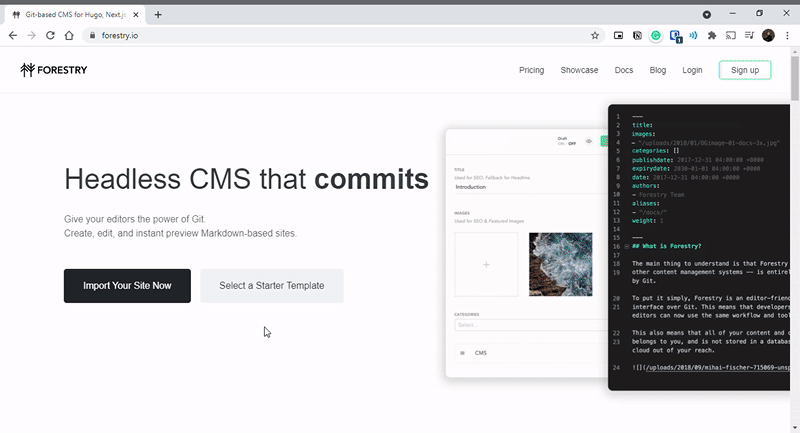 Git-based CMS for Hugo, Next.js
forestry.io
1
FORESTRY
Pricing
Showcase
Docs
Blog
Login
Sign up
Headless CMS that commits
Give your editors the power of Git.
Create, edit, and instant preview Markdown-based sites.
Import Your Site Now
Select a Starter Template
Draft
OFF
TITLE
Used for SEO, Fallback for Headline
Introduction
IMAGES
Used for SEO & Featured Images
+
CATEGORIES
Select...
CMS
1 ---
2 title:
3 images:
4 - "/uploads/2018/01/OGimage-01-docs-3x.jpg"
5 categories: []
6 publishdate: 2017-12-31 04:00:00 +0000
7 expirydate: 2030-01-01 04:00:00 +0000
8 date: 2017-12-31 04:00:00 +0000
9 authors:
10 - Forestry Team
11 aliases:
12 - "/docs/"
13 weight: 1
14
15 ---
16 ## What is Forestry?
17
18 The main thing to understand is that Forestry
19 other content management systems –– is entirel
by Git.
20 To put it simply, Forestry is an editor-friend
21 interface over Git. This means that developers
editors can now use the same workflow and tool
22 This also means that all of your content and c
23 belongs to you, and is not stored in a databas
cloud out of your reach.
24 ![](/uploads/2018/09/mihai-fischer-715069-unsp